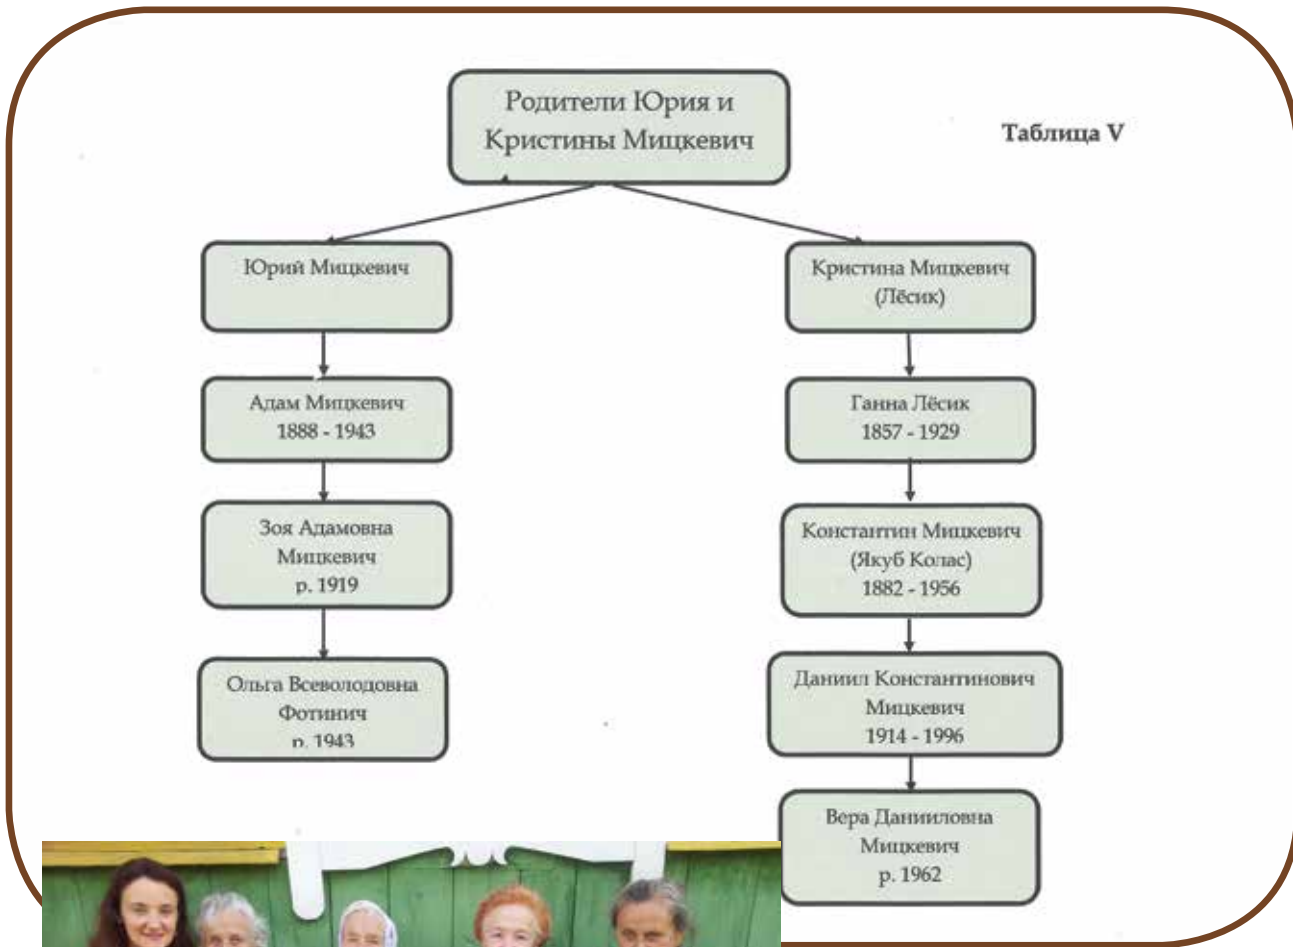 Родители Юрия и
Кристины Мицкевич
Таблица V
Юрий Мицкевич
Кристина Мицкевич
(Лёсик)
Адам Мицкевич
1888 - 1943
Ганна Лёсик
1857 - 1929
Зоя Адамовна
Мицкевич
р. 1919
Константин Мицкевич
(Якуб Колас)
1882 - 1956
Ольга Всеволодовна
Фотинич
р. 1943
Даниил Константинович
Мицкевич
1914 - 1996
Вера Данииловна
Мицкевич
р. 1962